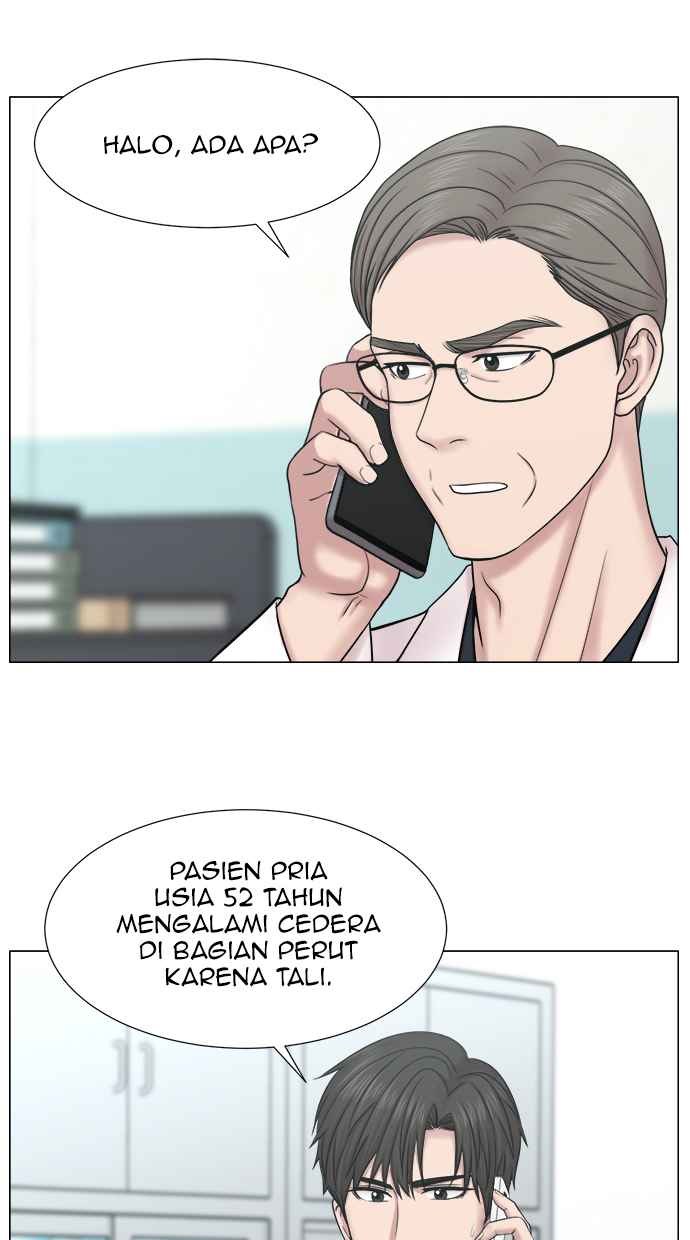 HALO, ADA APA?
PASIEN PRIA
USIA 52 TAHUN
MENGALAMI CEDERA
DI BAGIAN PERUT
KARENA TALI.